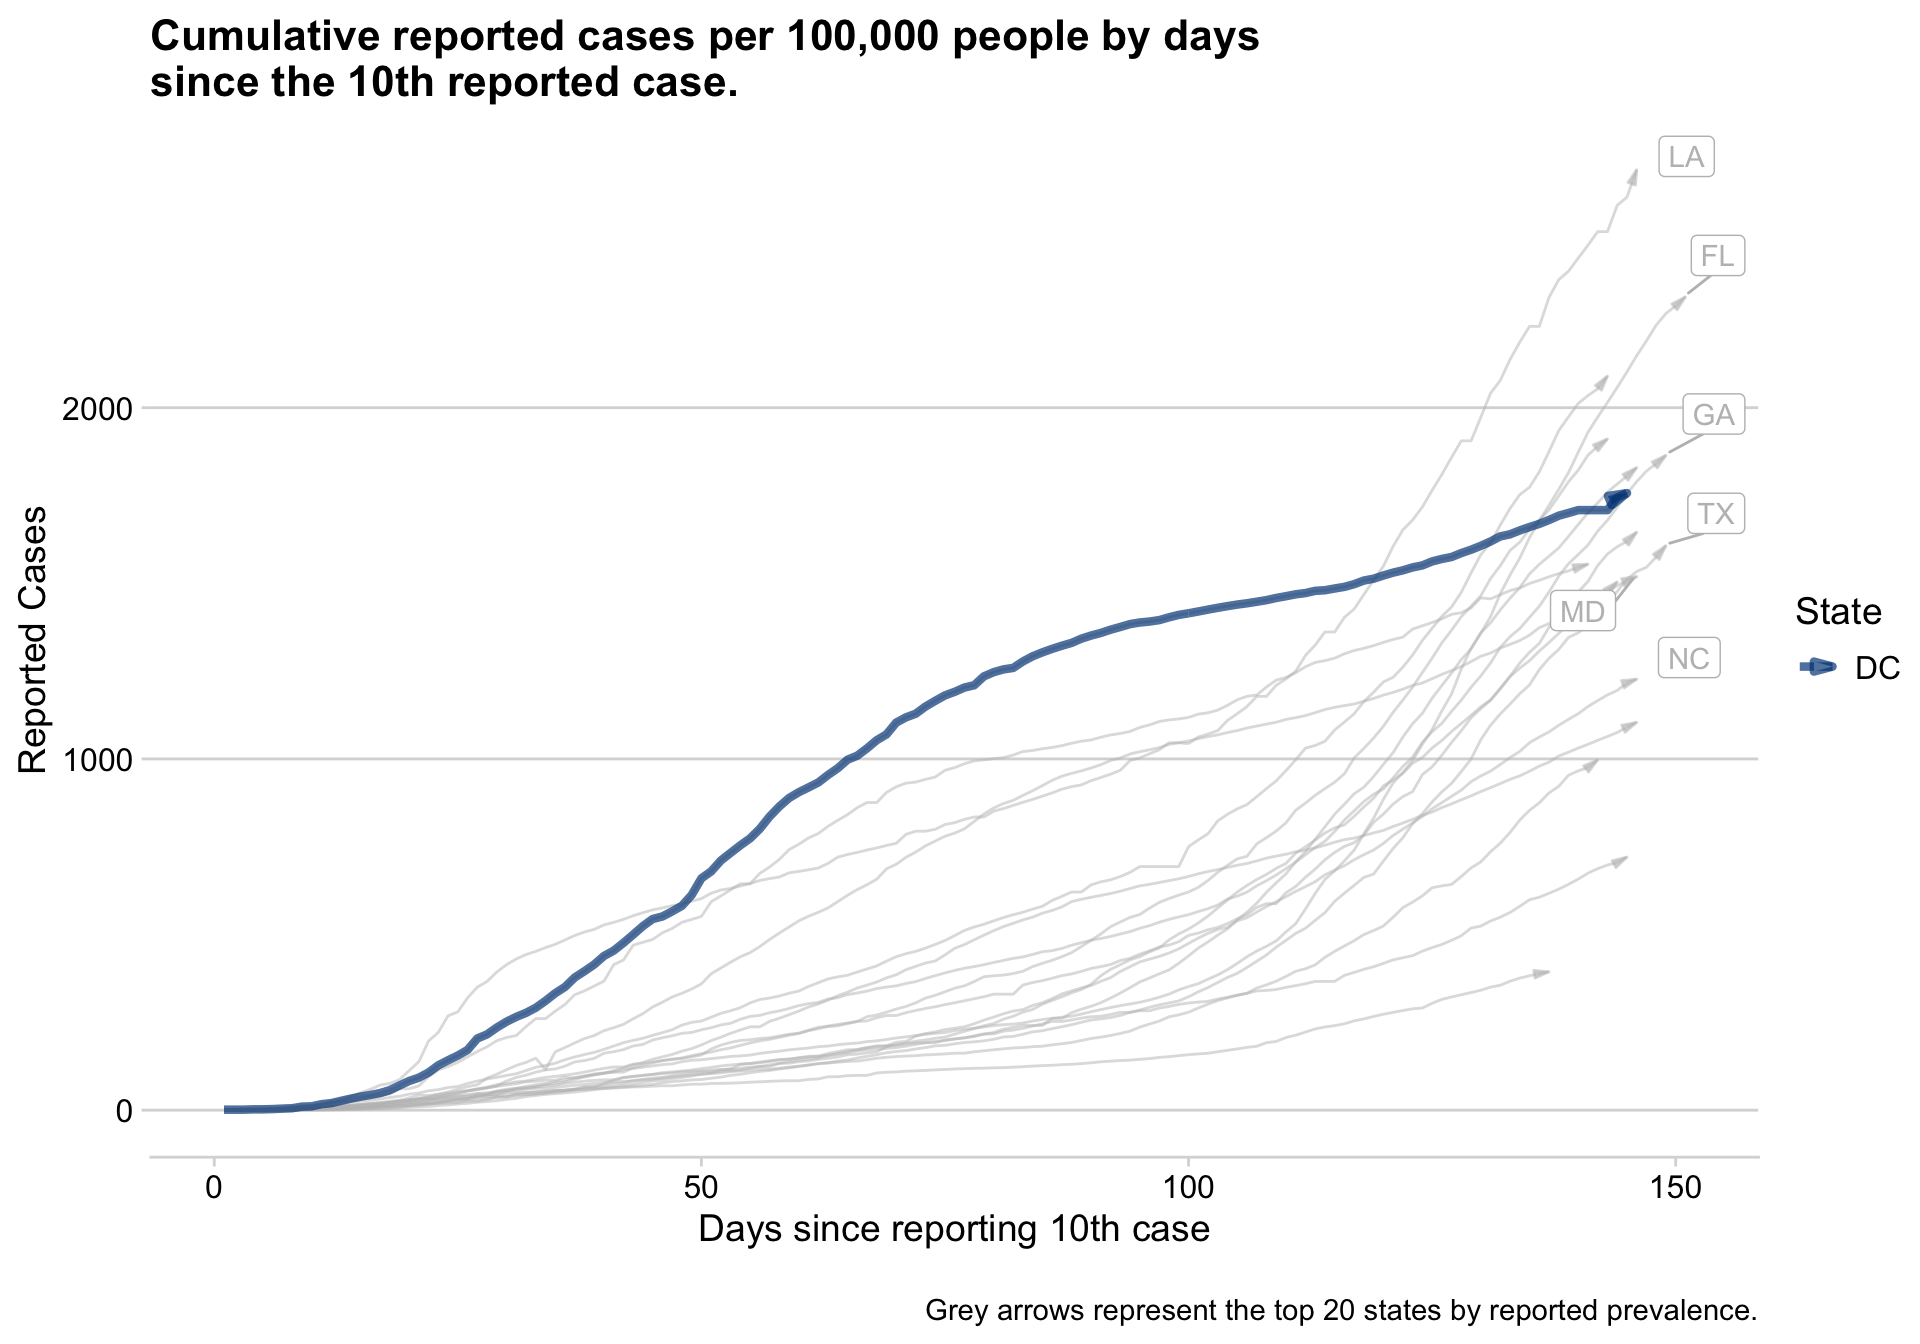 Cumulative reported cases per 100,000 people by days
since the 10th reported case.
LA
FL
2000
GA
TX
Reported Cases
MD
State
NC
DC
1000
0
0 50 100 150
Days since reporting 10th case
Grey arrows represent the top 20 states by reported prevalence.